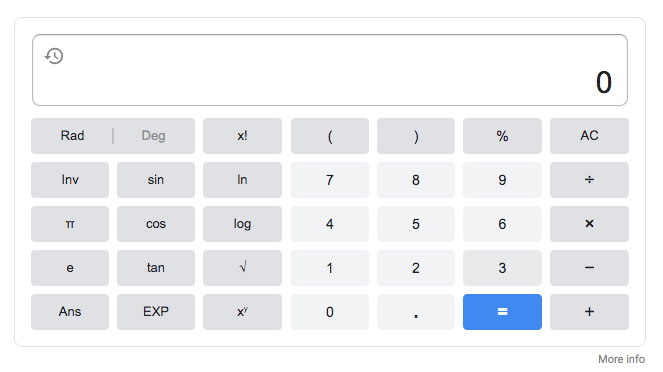 0
Rad | Deg x! ( ) % AC
Inv sin ln 7 8 9 ÷
π cos log 4 5 6 ×
e tan √ 1 2 3 −
Ans EXP xʸ 0 . = +
More info